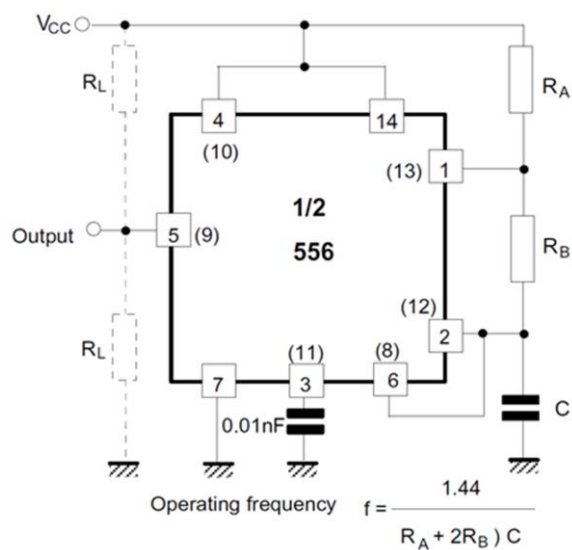 VCC
RL
RA
4
14
(10)
(13)
1
1/2
556
Output
5
(9)
RB
(12)
2
RL
(11)
(8)
7
3
6
C
0.01nF
Operating frequency
f =
1.44
RA + 2RB ) C